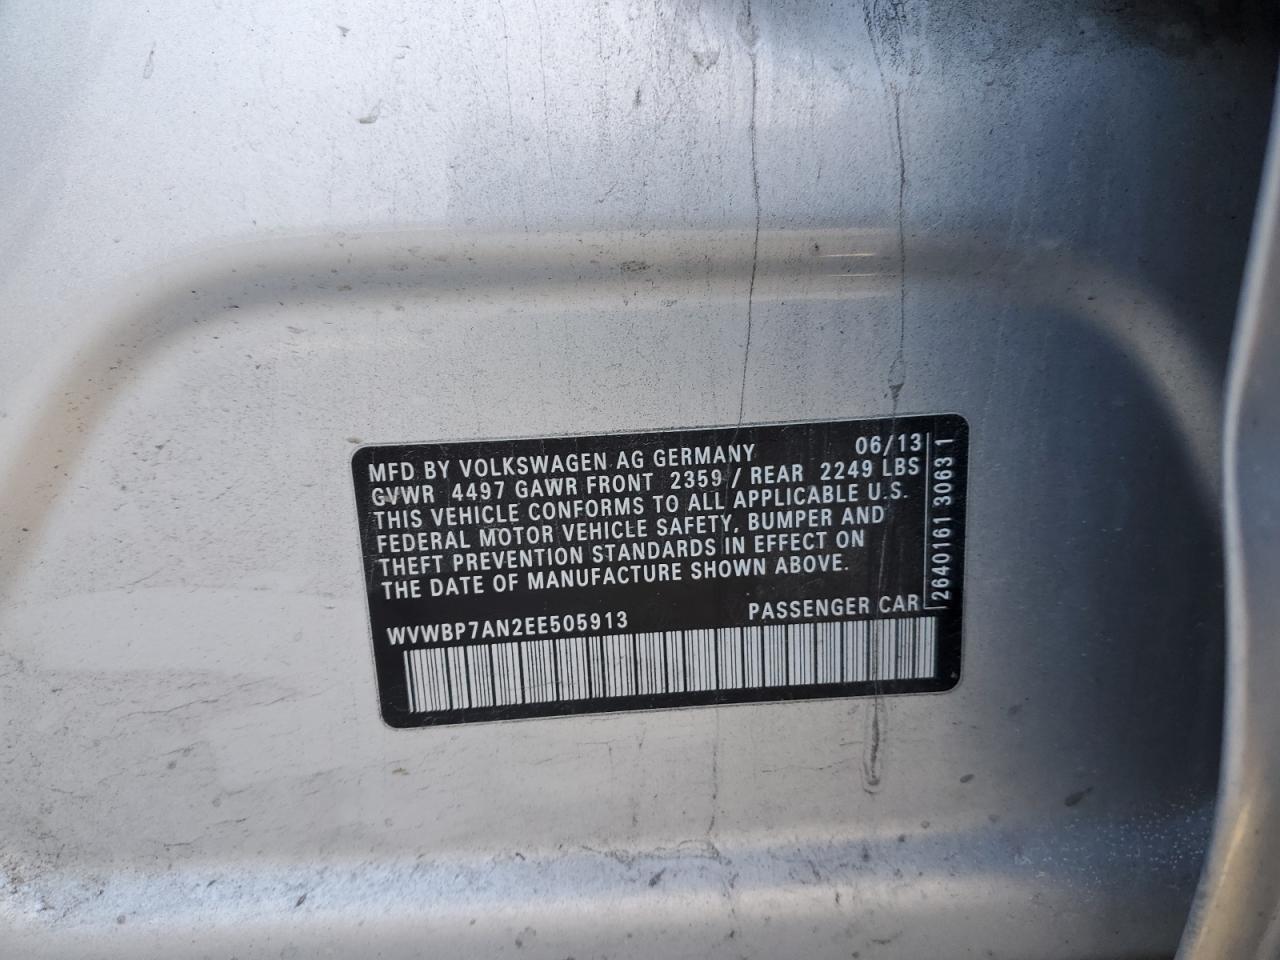 06/13
MFD BY VOLKSWAGEN AG GERMANY
GVWR 4497 GAWR FRONT 2359 / REAR 2249 LBS
THIS VEHICLE CONFORMS TO ALL APPLICABLE U.S.
FEDERAL MOTOR VEHICLE SAFETY, BUMPER AND
THEFT PREVENTION STANDARDS IN EFFECT ON
THE DATE OF MANUFACTURE SHOWN ABOVE.
WVWBP7AN2EE505913 PASSENGER CAR
2640161 30631